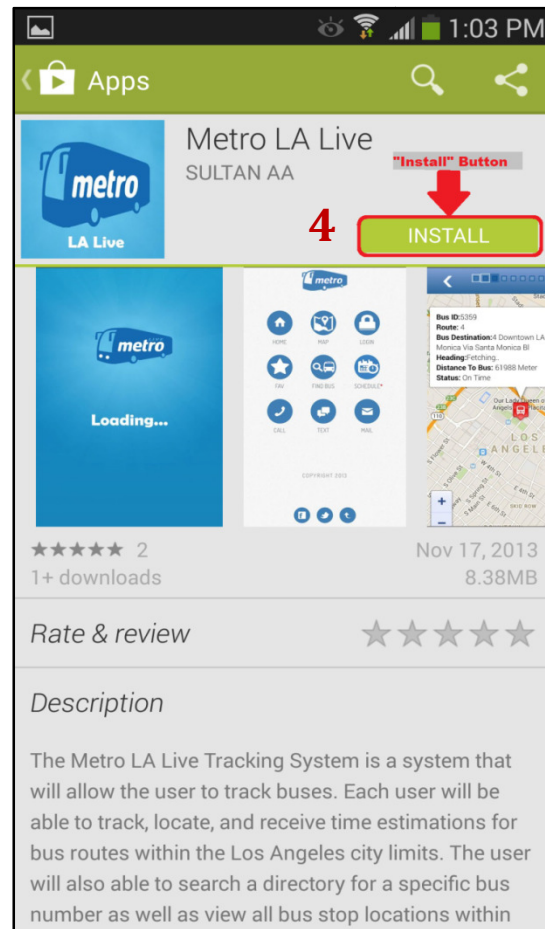 1:03 PM
Apps
Metro LA Live
SULTAN AA
"Install" Button
metro
LA Live
4
INSTALL
metro
Loading...
metro
HOME
MAP
LOGIN
FAV
FIND BUS
SCHEDULE*
CALL
TEXT
MAIL
COPYRIGHT 2013
Bus ID:5359
Route: 4
Bus Destination:4 Downtown LA
Monica Via Santa Monica Bl
Heading:Fetching..
Distance To Bus: 61988 Meter
Status: On Time
LOS
ANGELE
SKID ROW
+
−
2
Nov 17, 2013
1+ downloads
8.38MB
Rate & review
Description
The Metro LA Live Tracking System is a system that
will allow the user to track buses. Each user will be
able to track, locate, and receive time estimations for
bus routes within the Los Angeles city limits. The user
will also able to search a directory for a specific bus
number as well as view all bus stop locations within